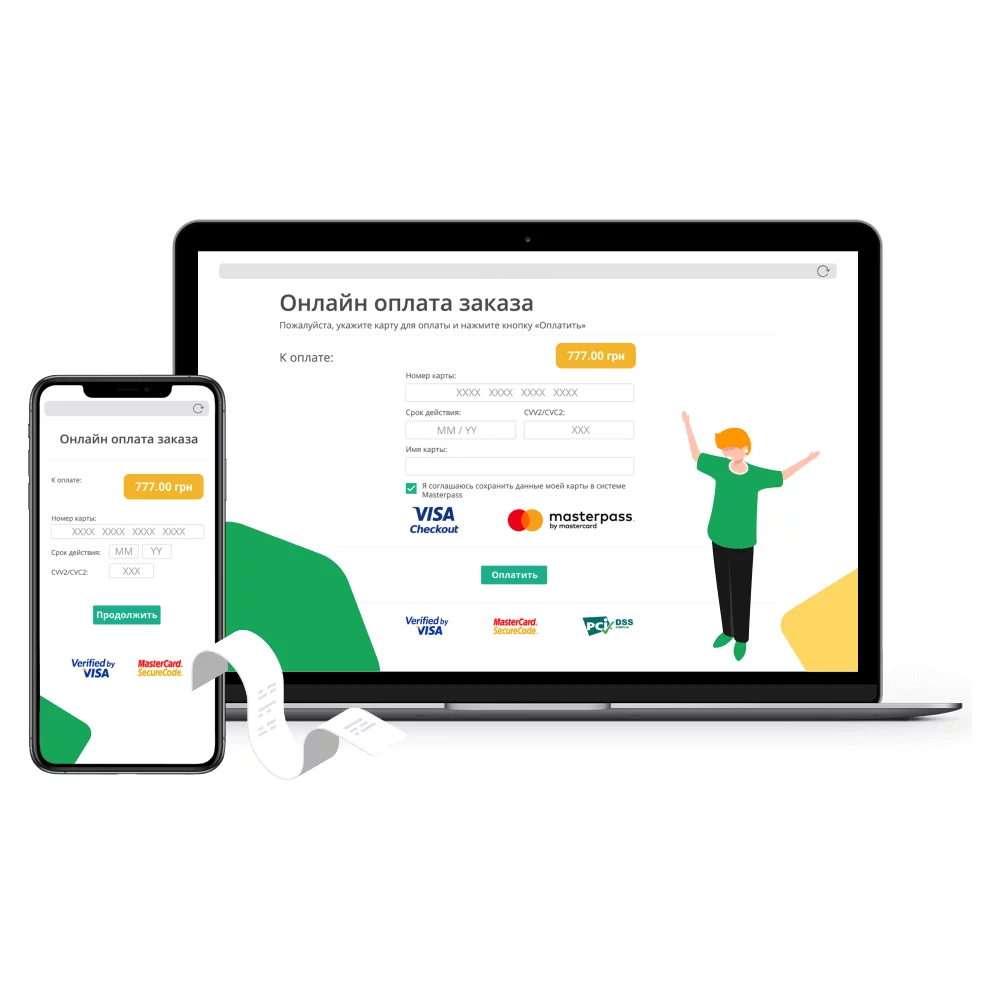 Онлайн оплата заказа
Пожалуйста, укажите карту для оплаты и нажмите кнопку «Оплатить»
К оплате:
777.00 грн
Номер карты:
XXXX XXXX XXXX XXXX
Срок действия:
CVV2/CVC2:
MM / YY
XXX
Имя карты:
Я соглашаюсь сохранить данные моей карты в системе
Masterpass
VISA
Checkout
masterpass
by mastercard
Оплатить
Verified by
VISA
MasterCard.
SecureCode.
PCI DSS
Онлайн оплата заказа
К оплате:
777.00 грн
Номер карты:
XXXX XXXX XXXX XXXX
Срок действия:
MM
YY
CVV2/CVC2:
XXX
Продолжить
Verified by
VISA
MasterCard.
SecureCode.